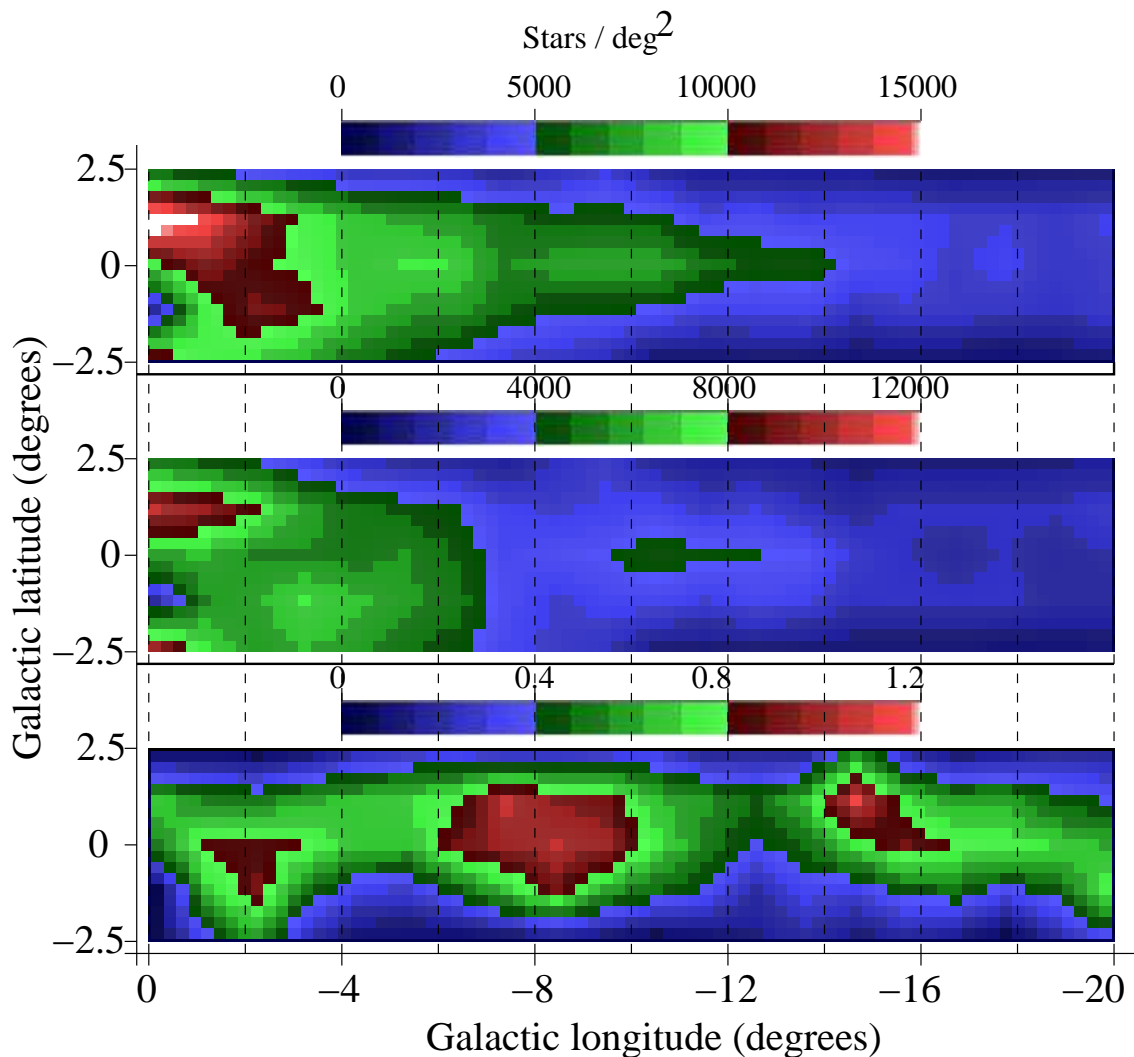 Stars / deg2
0 5000 10000 15000
2.5
0
−2.5
0 4000 8000 12000
2.5
0
−2.5
0 0.4 0.8 1.2
2.5
0
−2.5
Galactic latitude (degrees)
0 −4 −8 −12 −16 −20
Galactic longitude (degrees)